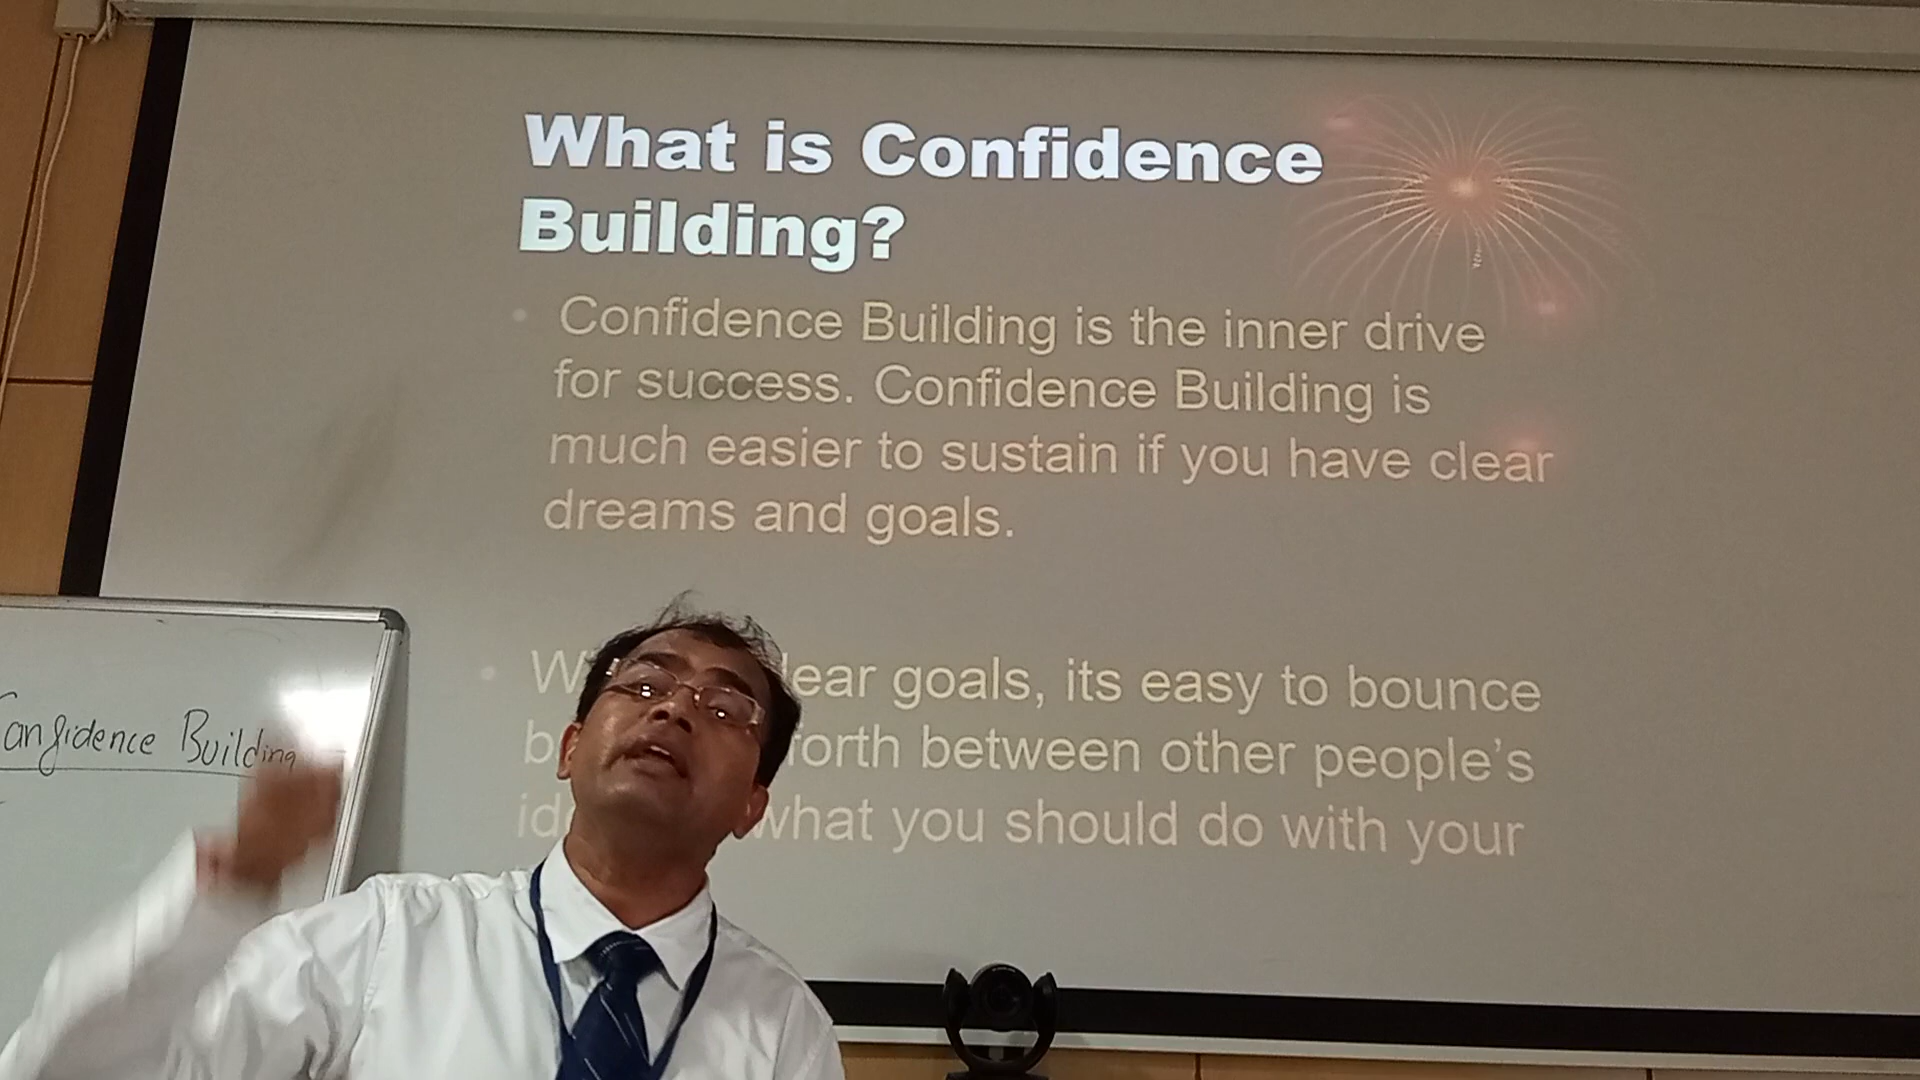 What is Confidence
Building?
• Confidence Building is the inner drive
for success. Confidence Building is
much easier to sustain if you have clear
dreams and goals.
• lear goals, its easy to bounce
forth between other people's
what you should do with your
Confidence Building